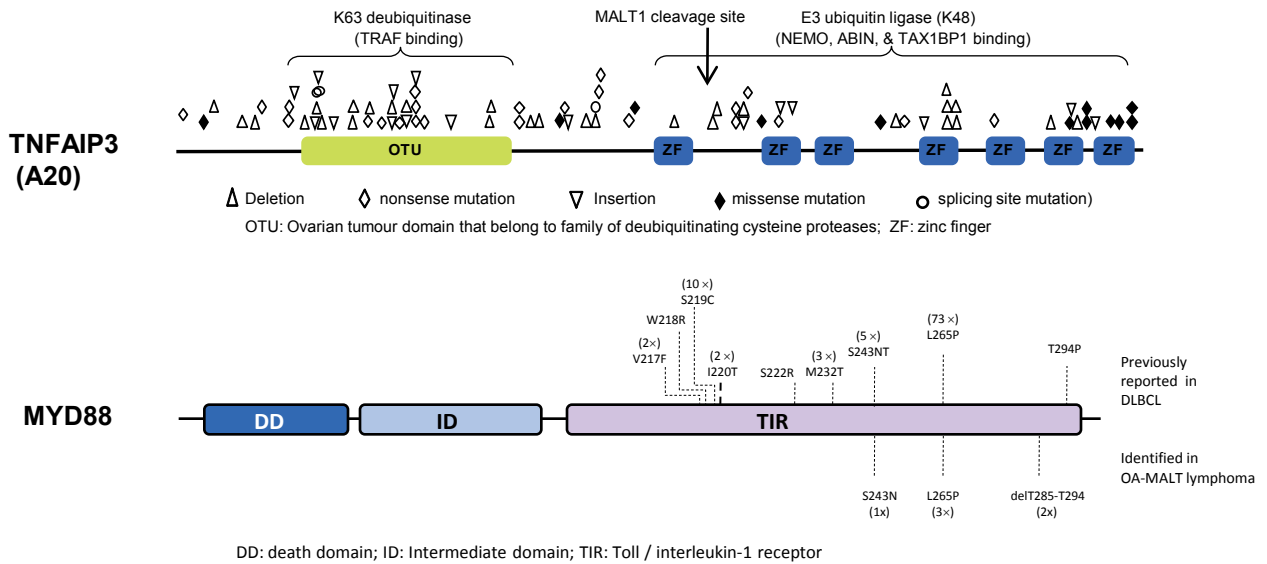 K63 deubiquitinase
(TRAF binding)
MALT1 cleavage site
E3 ubiquitin ligase (K48)
(NEMO, ABIN, & TAX1BP1 binding)
TNFAIP3
(A20)
OTU
ZF
ZF
ZF
ZF
ZF
ZF
ZF
Deletion
nonsense mutation
Insertion
missense mutation
splicing site mutation)
OTU: Ovarian tumour domain that belong to family of deubiquitinating cysteine proteases; ZF: zinc finger
(10 ×)
S219C
W218R
(2×)
V217F
(2 ×)
I220T
S222R
(3 ×)
M232T
(5 ×)
S243NT
(73 ×)
L265P
T294P
Previously
reported in
DLBCL
MYD88
DD
ID
TIR
Identified in
OA-MALT lymphoma
S243N
(1x)
L265P
(3×)
delT285-T294
(2x)
DD: death domain; ID: Intermediate domain; TIR: Toll / interleukin-1 receptor